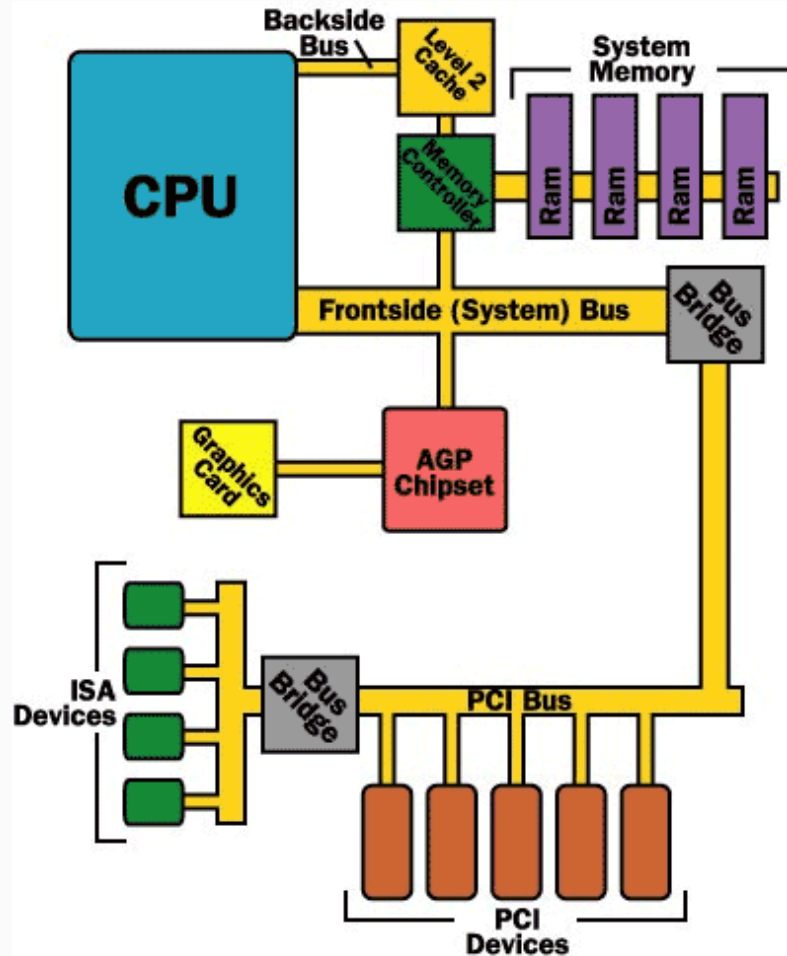 Backside
Bus
Level 2
Cache
System
Memory
CPU
Memory
Controller
Ram
Ram
Ram
Ram
Frontside (System) Bus
Bus
Bridge
Graphics
Card
AGP
Chipset
ISA
Devices
Bus
Bridge
PCI Bus
PCI
Devices